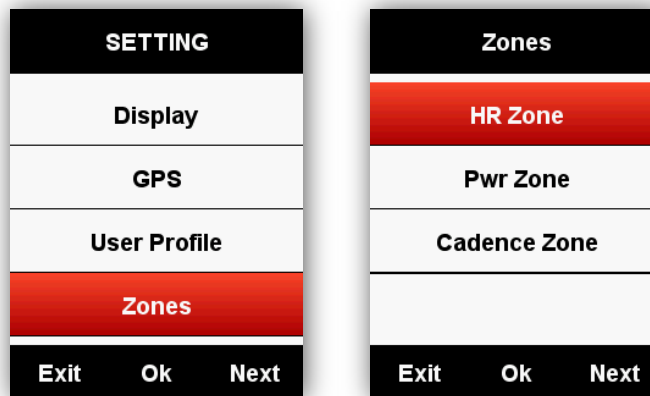 SETTING
Display
GPS
User Profile
Zones
Exit Ok Next
Zones
HR Zone
Pwr Zone
Cadence Zone
Exit Ok Next